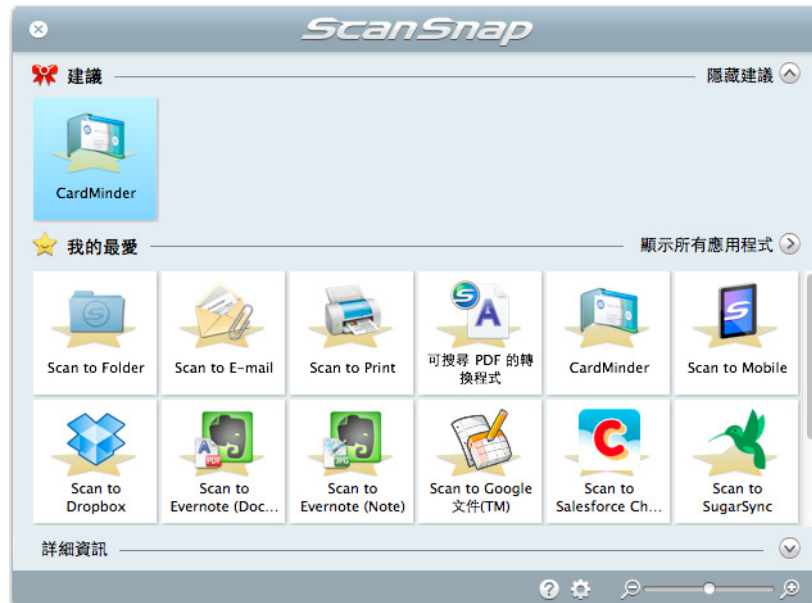 ScanSnap
建議
隱藏建議
CardMinder
我的最愛
顯示所有應用程式
Scan to Folder
Scan to E-mail
Scan to Print
可搜尋 PDF 的轉
換程式
CardMinder
Scan to Mobile
Scan to
Dropbox
Scan to
Evernote (Doc...
Scan to
Evernote (Note)
Scan to Google
文件(TM)
Scan to
Salesforce Ch...
Scan to
SugarSync
詳細資訊